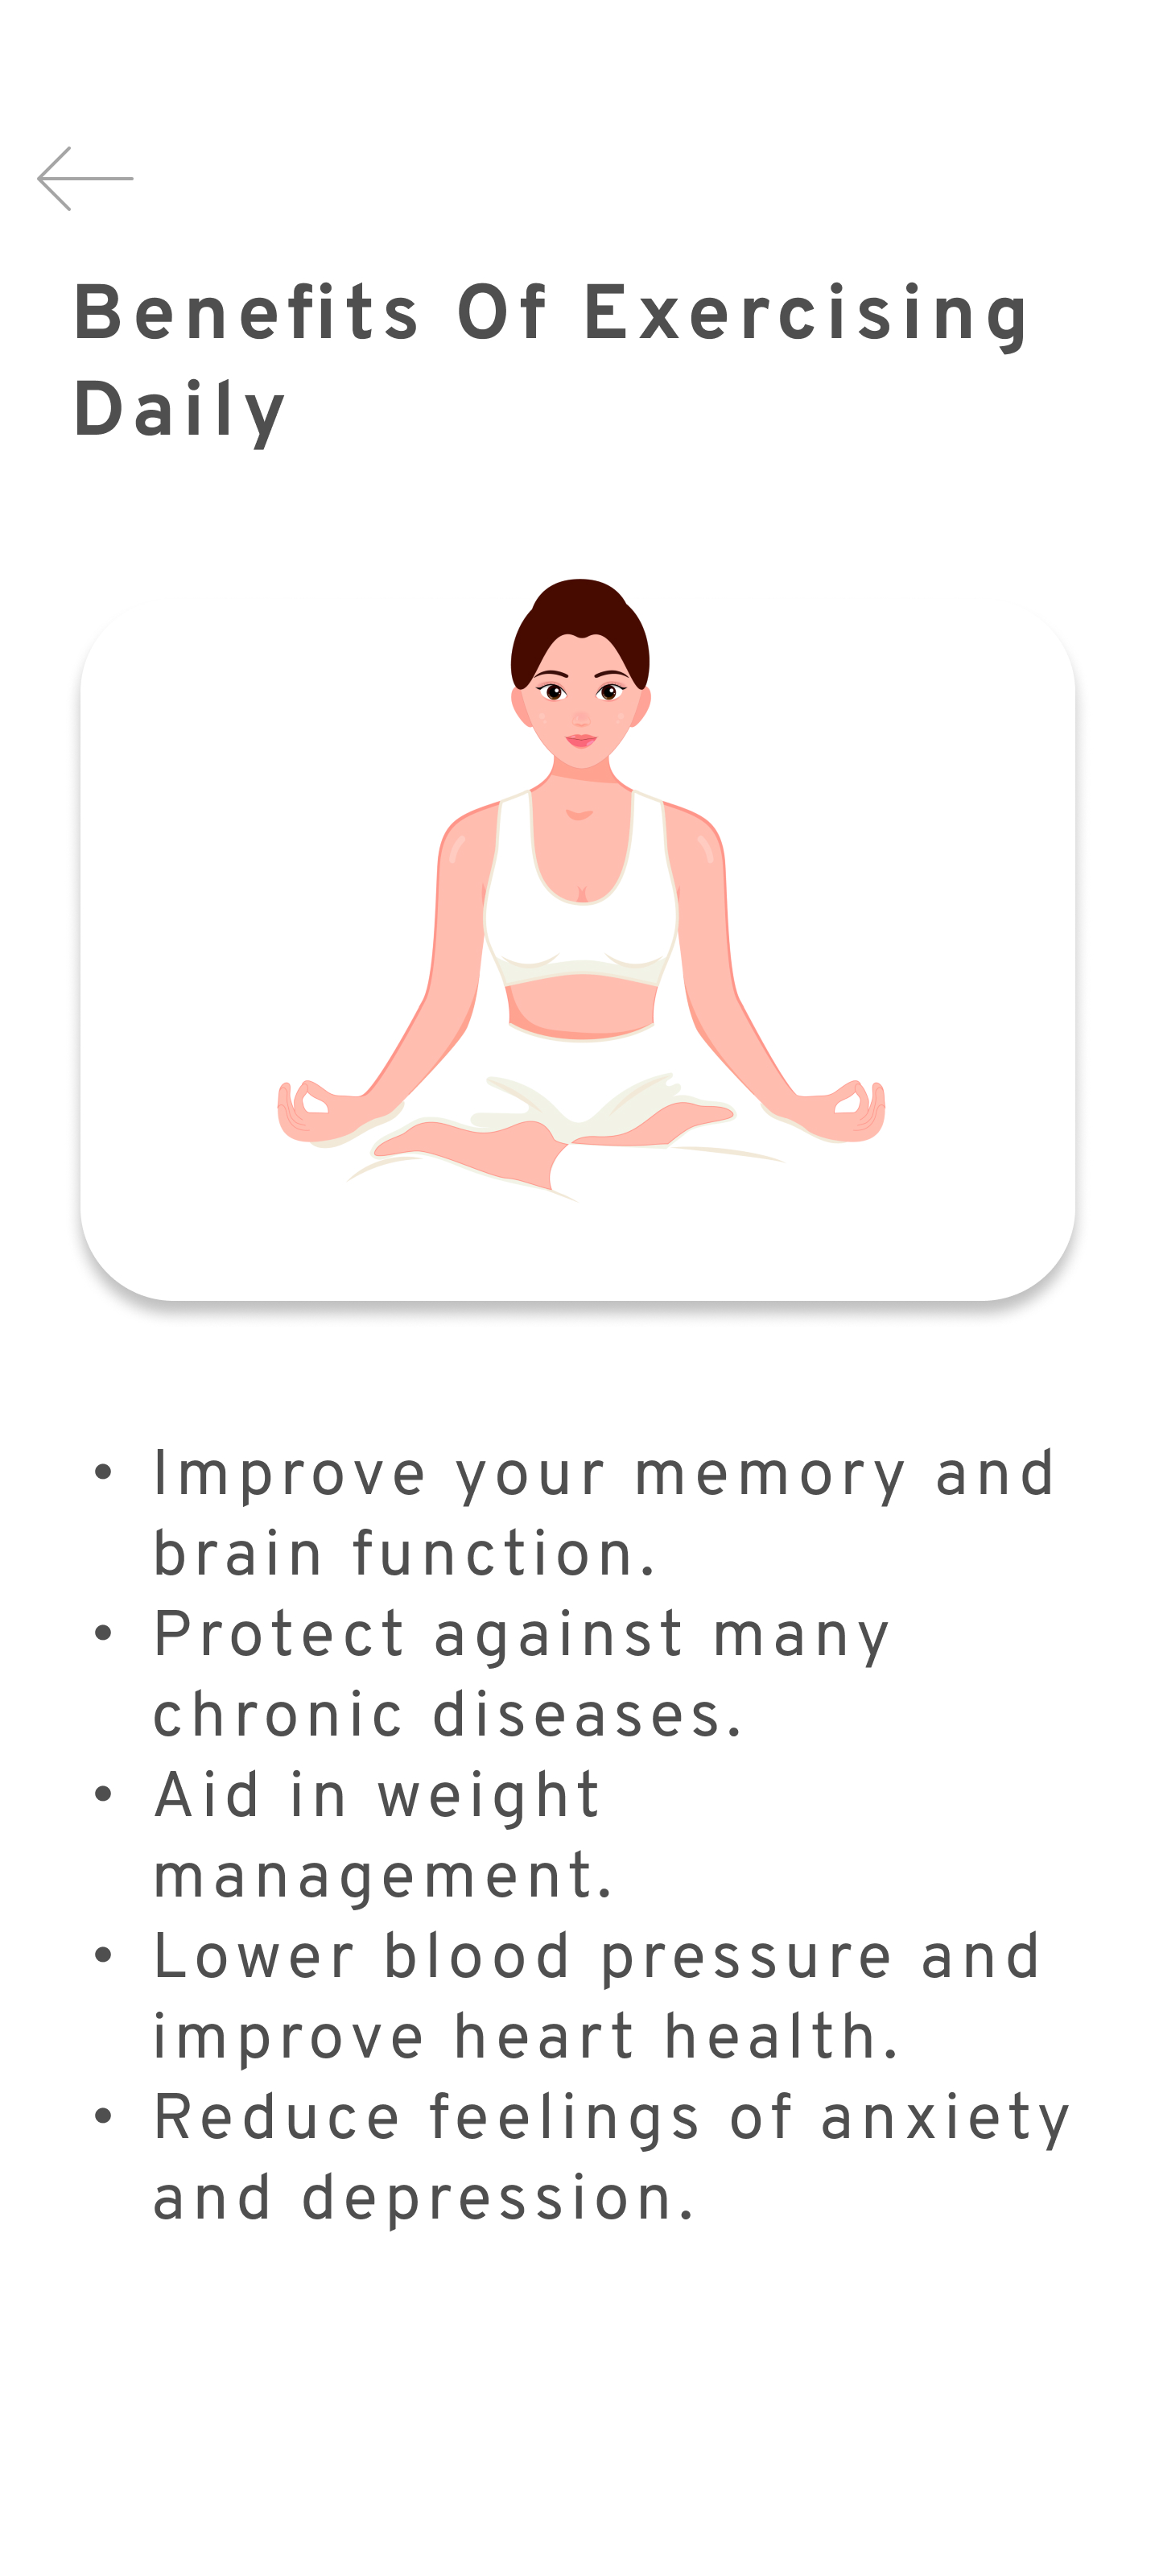 Benefits Of Exercising
Daily
• Improve your memory and
brain function.
• Protect against many
chronic diseases.
• Aid in weight
management.
• Lower blood pressure and
improve heart health.
• Reduce feelings of anxiety
and depression.